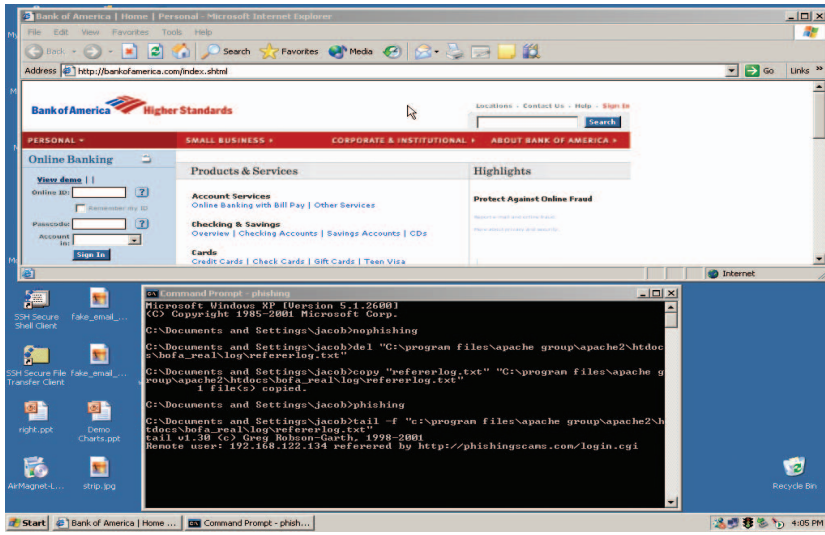 Bank of America | Home | Personal - Microsoft Internet Explorer
File Edit View Favorites Tools Help
Back Search Favorites Media
Address http://bankofamerica.com/index.shtml Go Links »
Bank of America Higher Standards
Locations · Contact Us · Help · Sign In
Search
PERSONAL SMALL BUSINESS CORPORATE & INSTITUTIONAL ABOUT BANK OF AMERICA
Online Banking
View demo | |
Online ID: ?
Remember my ID
Passcode: ?
Account in:
Sign In
Products & Services
Account Services
Online Banking with Bill Pay | Other Services
Checking & Savings
Overview | Checking Accounts | Savings Accounts | CDs
Cards
Credit Cards | Check Cards | Gift Cards | Teen Visa
Highlights
Protect Against Online Fraud
Internet
SSH Secure Shell Client
fake_email_...
SSH Secure File Transfer Client
fake_email_...
right.ppt
Demo Charts.ppt
AirMagnet-L...
strip.jpg
Command Prompt - phishing
Microsoft Windows XP [Version 5.1.2600]
(C) Copyright 1985-2001 Microsoft Corp.
C:\Documents and Settings\jacob>nophishing
C:\Documents and Settings\jacob>del "C:\program files\apache group\apache2\htdoc
s\bofa_real\log\refererlog.txt"
C:\Documents and Settings\jacob>copy "refererlog.txt" "C:\program files\apache g
roup\apache2\htdocs\bofa_real\log\refererlog.txt"
1 file(s) copied.
C:\Documents and Settings\jacob>phishing
C:\Documents and Settings\jacob>tail -f "c:\program files\apache group\apache2\h
tdocs\bofa_real\log\refererlog.txt"
tail v1.30 (c) Greg Robson-Garth, 1998-2001
Remote user: 192.168.122.134 referered by http://phishingscams.com/login.cgi
Recycle Bin
Start Bank of America | Home ... Command Prompt - phish... 4:05 PM